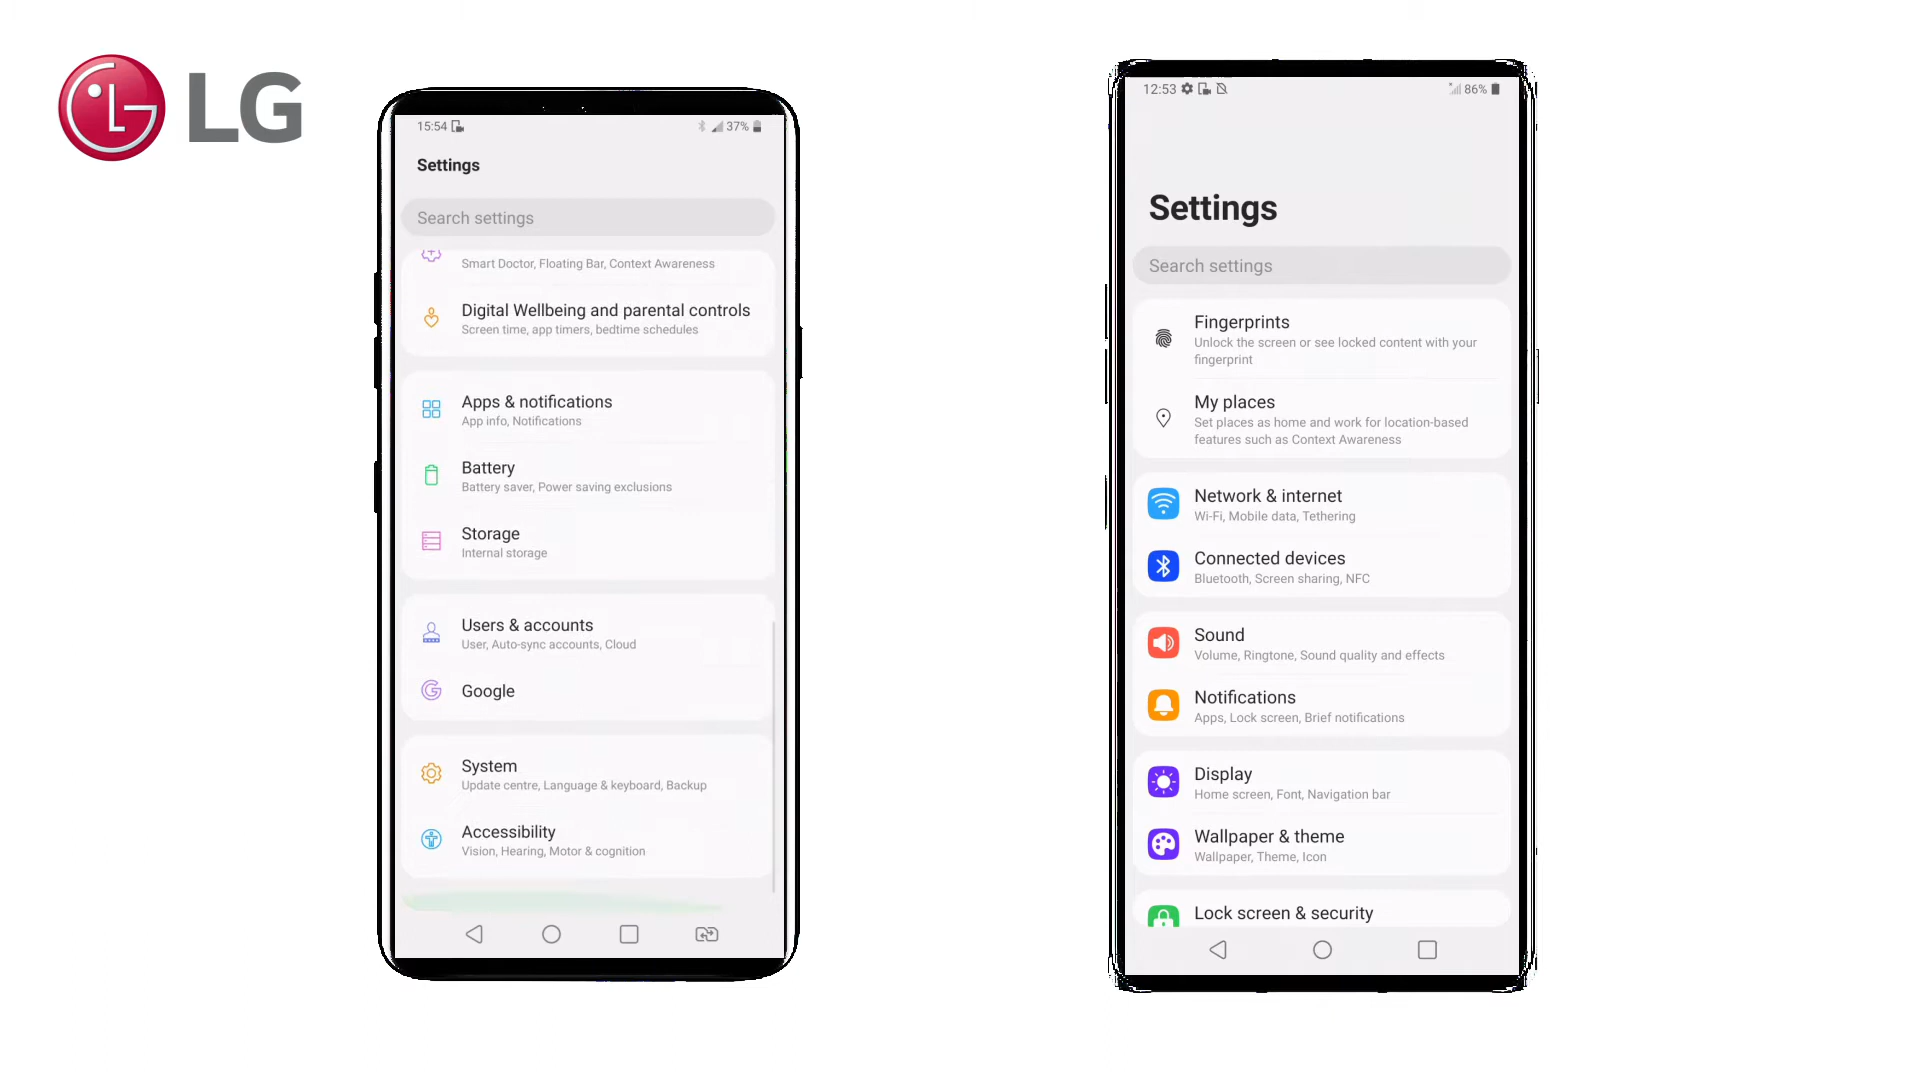 LG
15:54
37%
Settings
Search settings
Smart Doctor, Floating Bar, Context Awareness
Digital Wellbeing and parental controls
Screen time, app timers, bedtime schedules
Apps & notifications
App info, Notifications
Battery
Battery saver, Power saving exclusions
Storage
Internal storage
Users & accounts
User, Auto-sync accounts, Cloud
Google
System
Update centre, Language & keyboard, Backup
Accessibility
Vision, Hearing, Motor & cognition
12:53
86%
Settings
Search settings
Fingerprints
Unlock the screen or see locked content with your
fingerprint
My places
Set places as home and work for location-based
features such as Context Awareness
Network & internet
Wi-Fi, Mobile data, Tethering
Connected devices
Bluetooth, Screen sharing, NFC
Sound
Volume, Ringtone, Sound quality and effects
Notifications
Apps, Lock screen, Brief notifications
Display
Home screen, Font, Navigation bar
Wallpaper & theme
Wallpaper, Theme, Icon
Lock screen & security